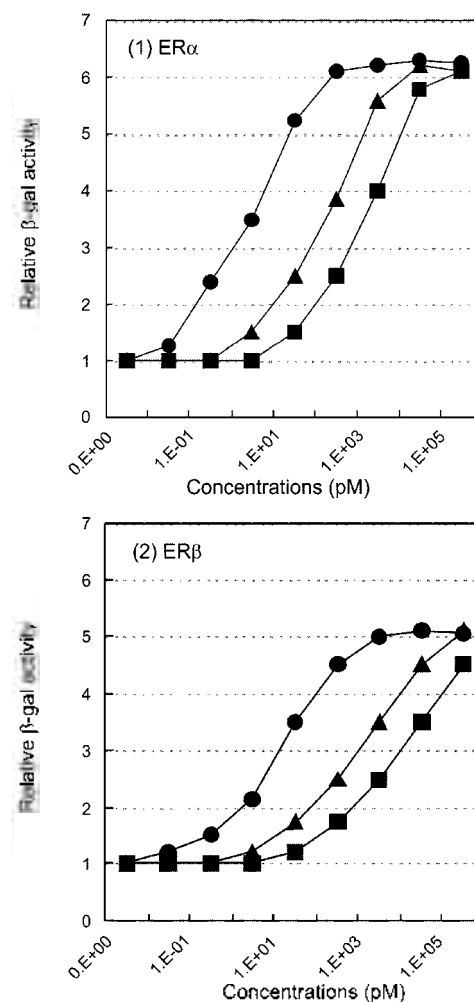 7
(1) ERα
6
5
4
3
2
1
0
Relative β-gal activity
0.E+00
1.E-01
1.E+01
1.E+03
1.E+05
Concentrations (pM)
7
(2) ERβ
6
5
4
3
2
1
0
Relative β-gal activity
0.E+00
1.E-01
1.E+01
1.E+03
1.E+05
Concentrations (pM)